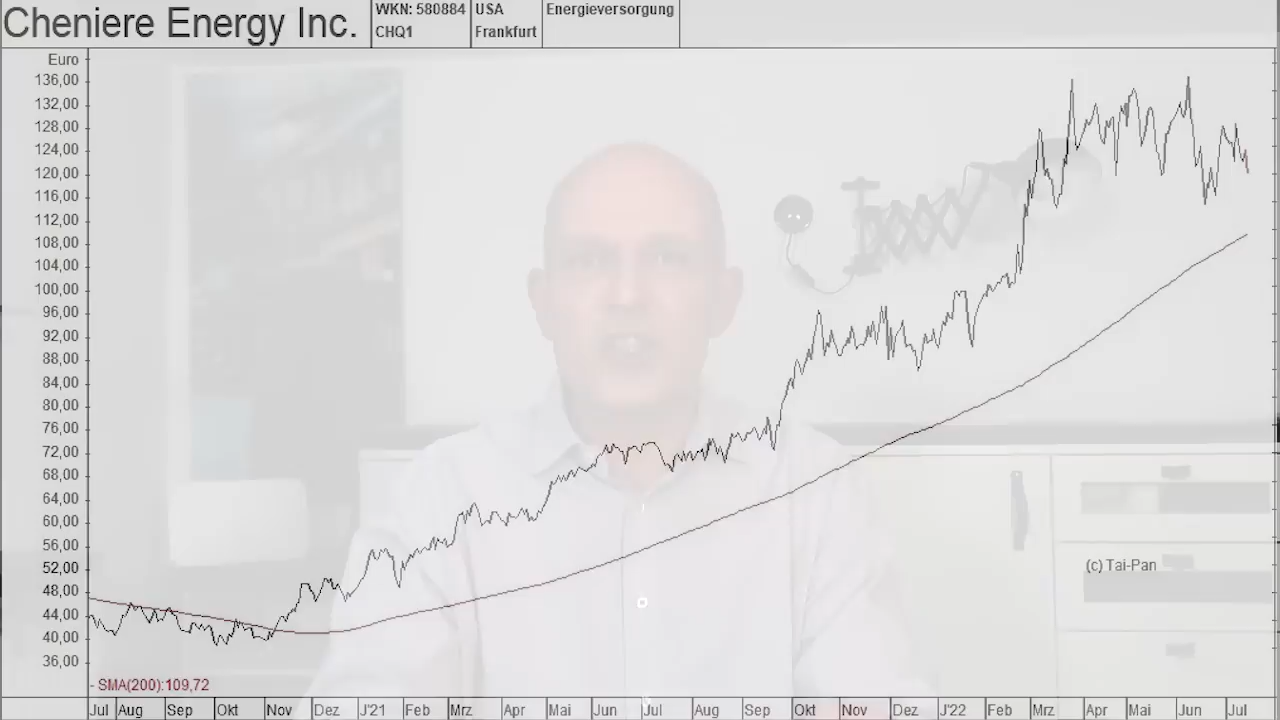 Cheniere Energy Inc.
WKN: 580884
CHQ1
USA
Frankfurt
Energieversorgung
Euro
136,00
132,00
128,00
124,00
120,00
116,00
112,00
108,00
104,00
100,00
96,00
92,00
88,00
84,00
80,00
76,00
72,00
68,00
64,00
60,00
56,00
52,00
48,00
44,00
40,00
36,00
(c) Tai-Pan
- SMA(200):109,72
Jul Aug Sep Okt Nov Dez J'21 Feb Mrz Apr Mai Jun Jul Aug Sep Okt Nov Dez J'22 Feb Mrz Apr Mai Jun Jul